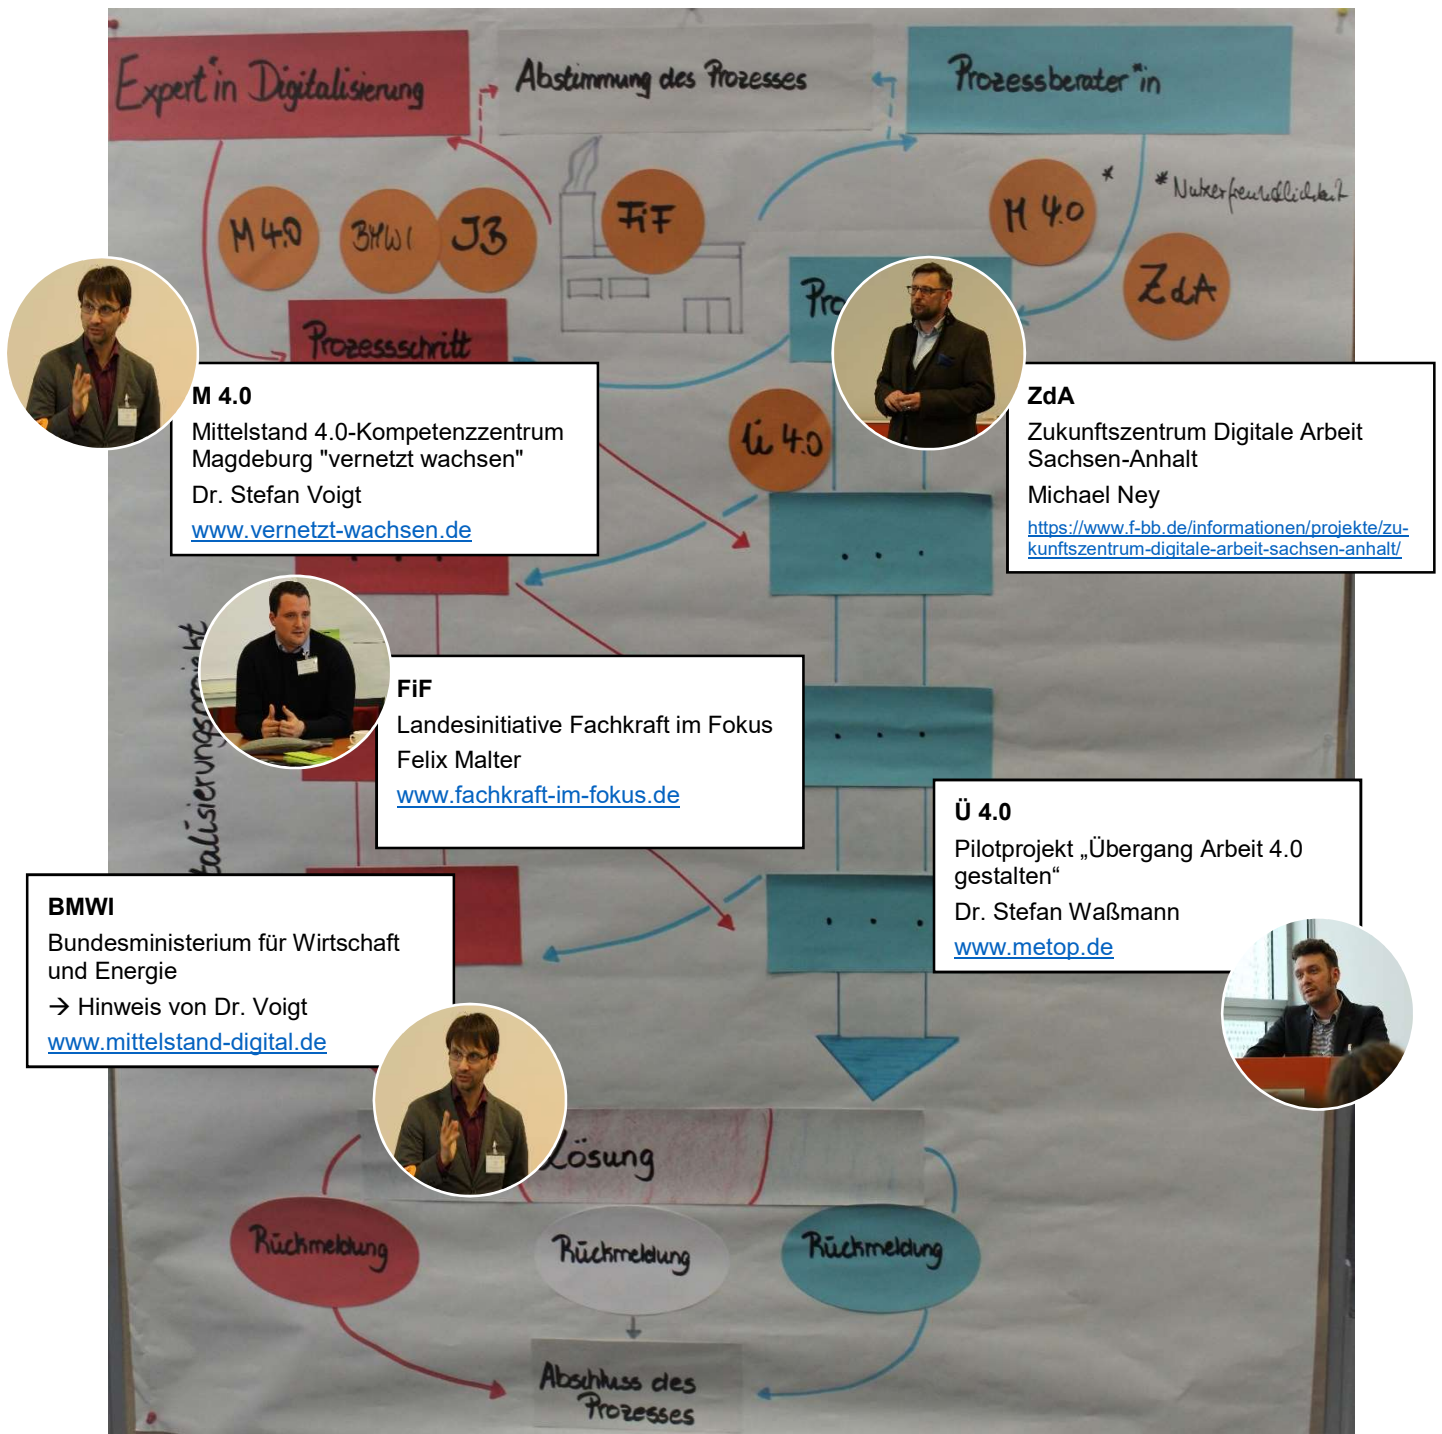 Expert*in Digitalisierung
Abstimmung des Prozesses
Prozessberater*in
M 4.0
BMWI
JB
FiF
M 4.0
*
* Nutzerfreundlichkeit
ZdA
Prozessschritt
Pro
M 4.0
Mittelstand 4.0-Kompetenzzentrum
Magdeburg "vernetzt wachsen"
Dr. Stefan Voigt
www.vernetzt-wachsen.de
Ü 4.0
ZdA
Zukunftszentrum Digitale Arbeit
Sachsen-Anhalt
Michael Ney
https://www.f-bb.de/informationen/projekte/zu-
kunftszentrum-digitale-arbeit-sachsen-anhalt/
. . .
. . .
FiF
Landesinitiative Fachkraft im Fokus
Felix Malter
www.fachkraft-im-fokus.de
. . .
talisierungsprojekt
Ü 4.0
Pilotprojekt „Übergang Arbeit 4.0
gestalten“
Dr. Stefan Waßmann
www.metop.de
. . .
BMWI
Bundesministerium für Wirtschaft
und Energie
→ Hinweis von Dr. Voigt
www.mittelstand-digital.de
Lösung
Rückmeldung
Rückmeldung
Rückmeldung
Abschluss des
Prozesses